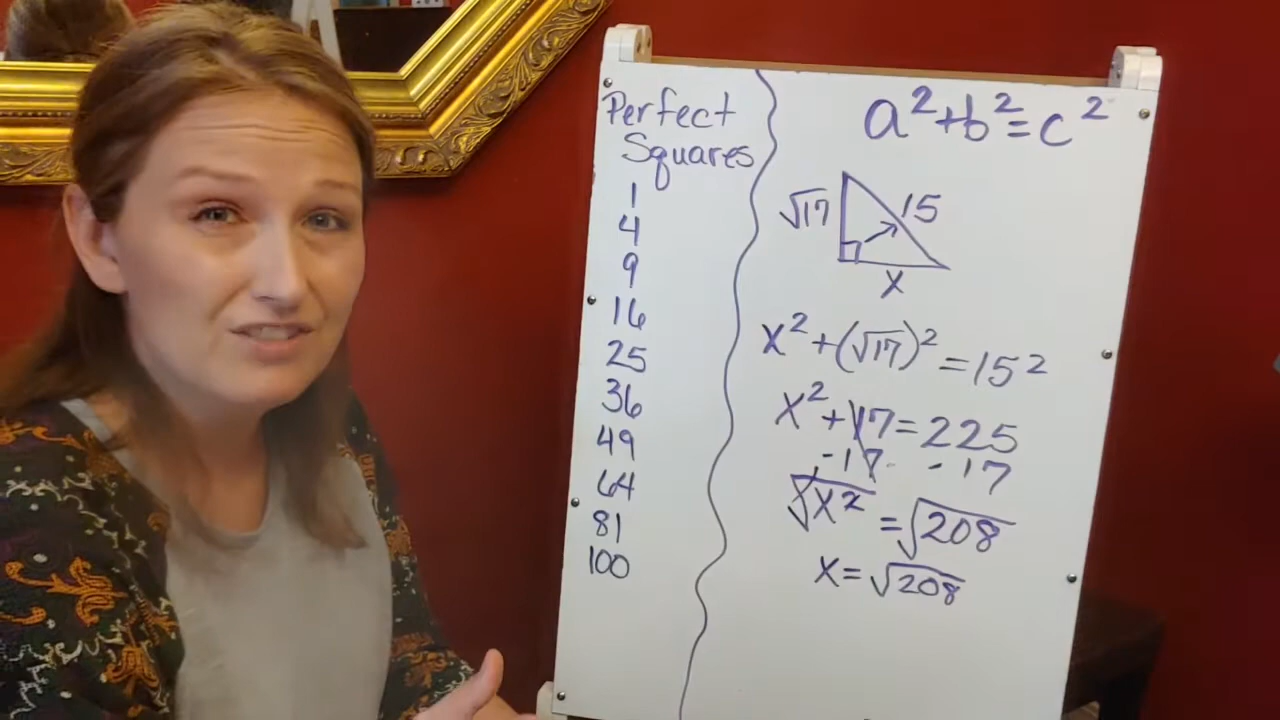 Perfect
Squares
1
4
9
16
25
36
49
64
81
100
a²+b²=c²
√17
15
x
x²+(√17)²=15²
x²+17=225
-17 -17
√x² =√208
x=√208